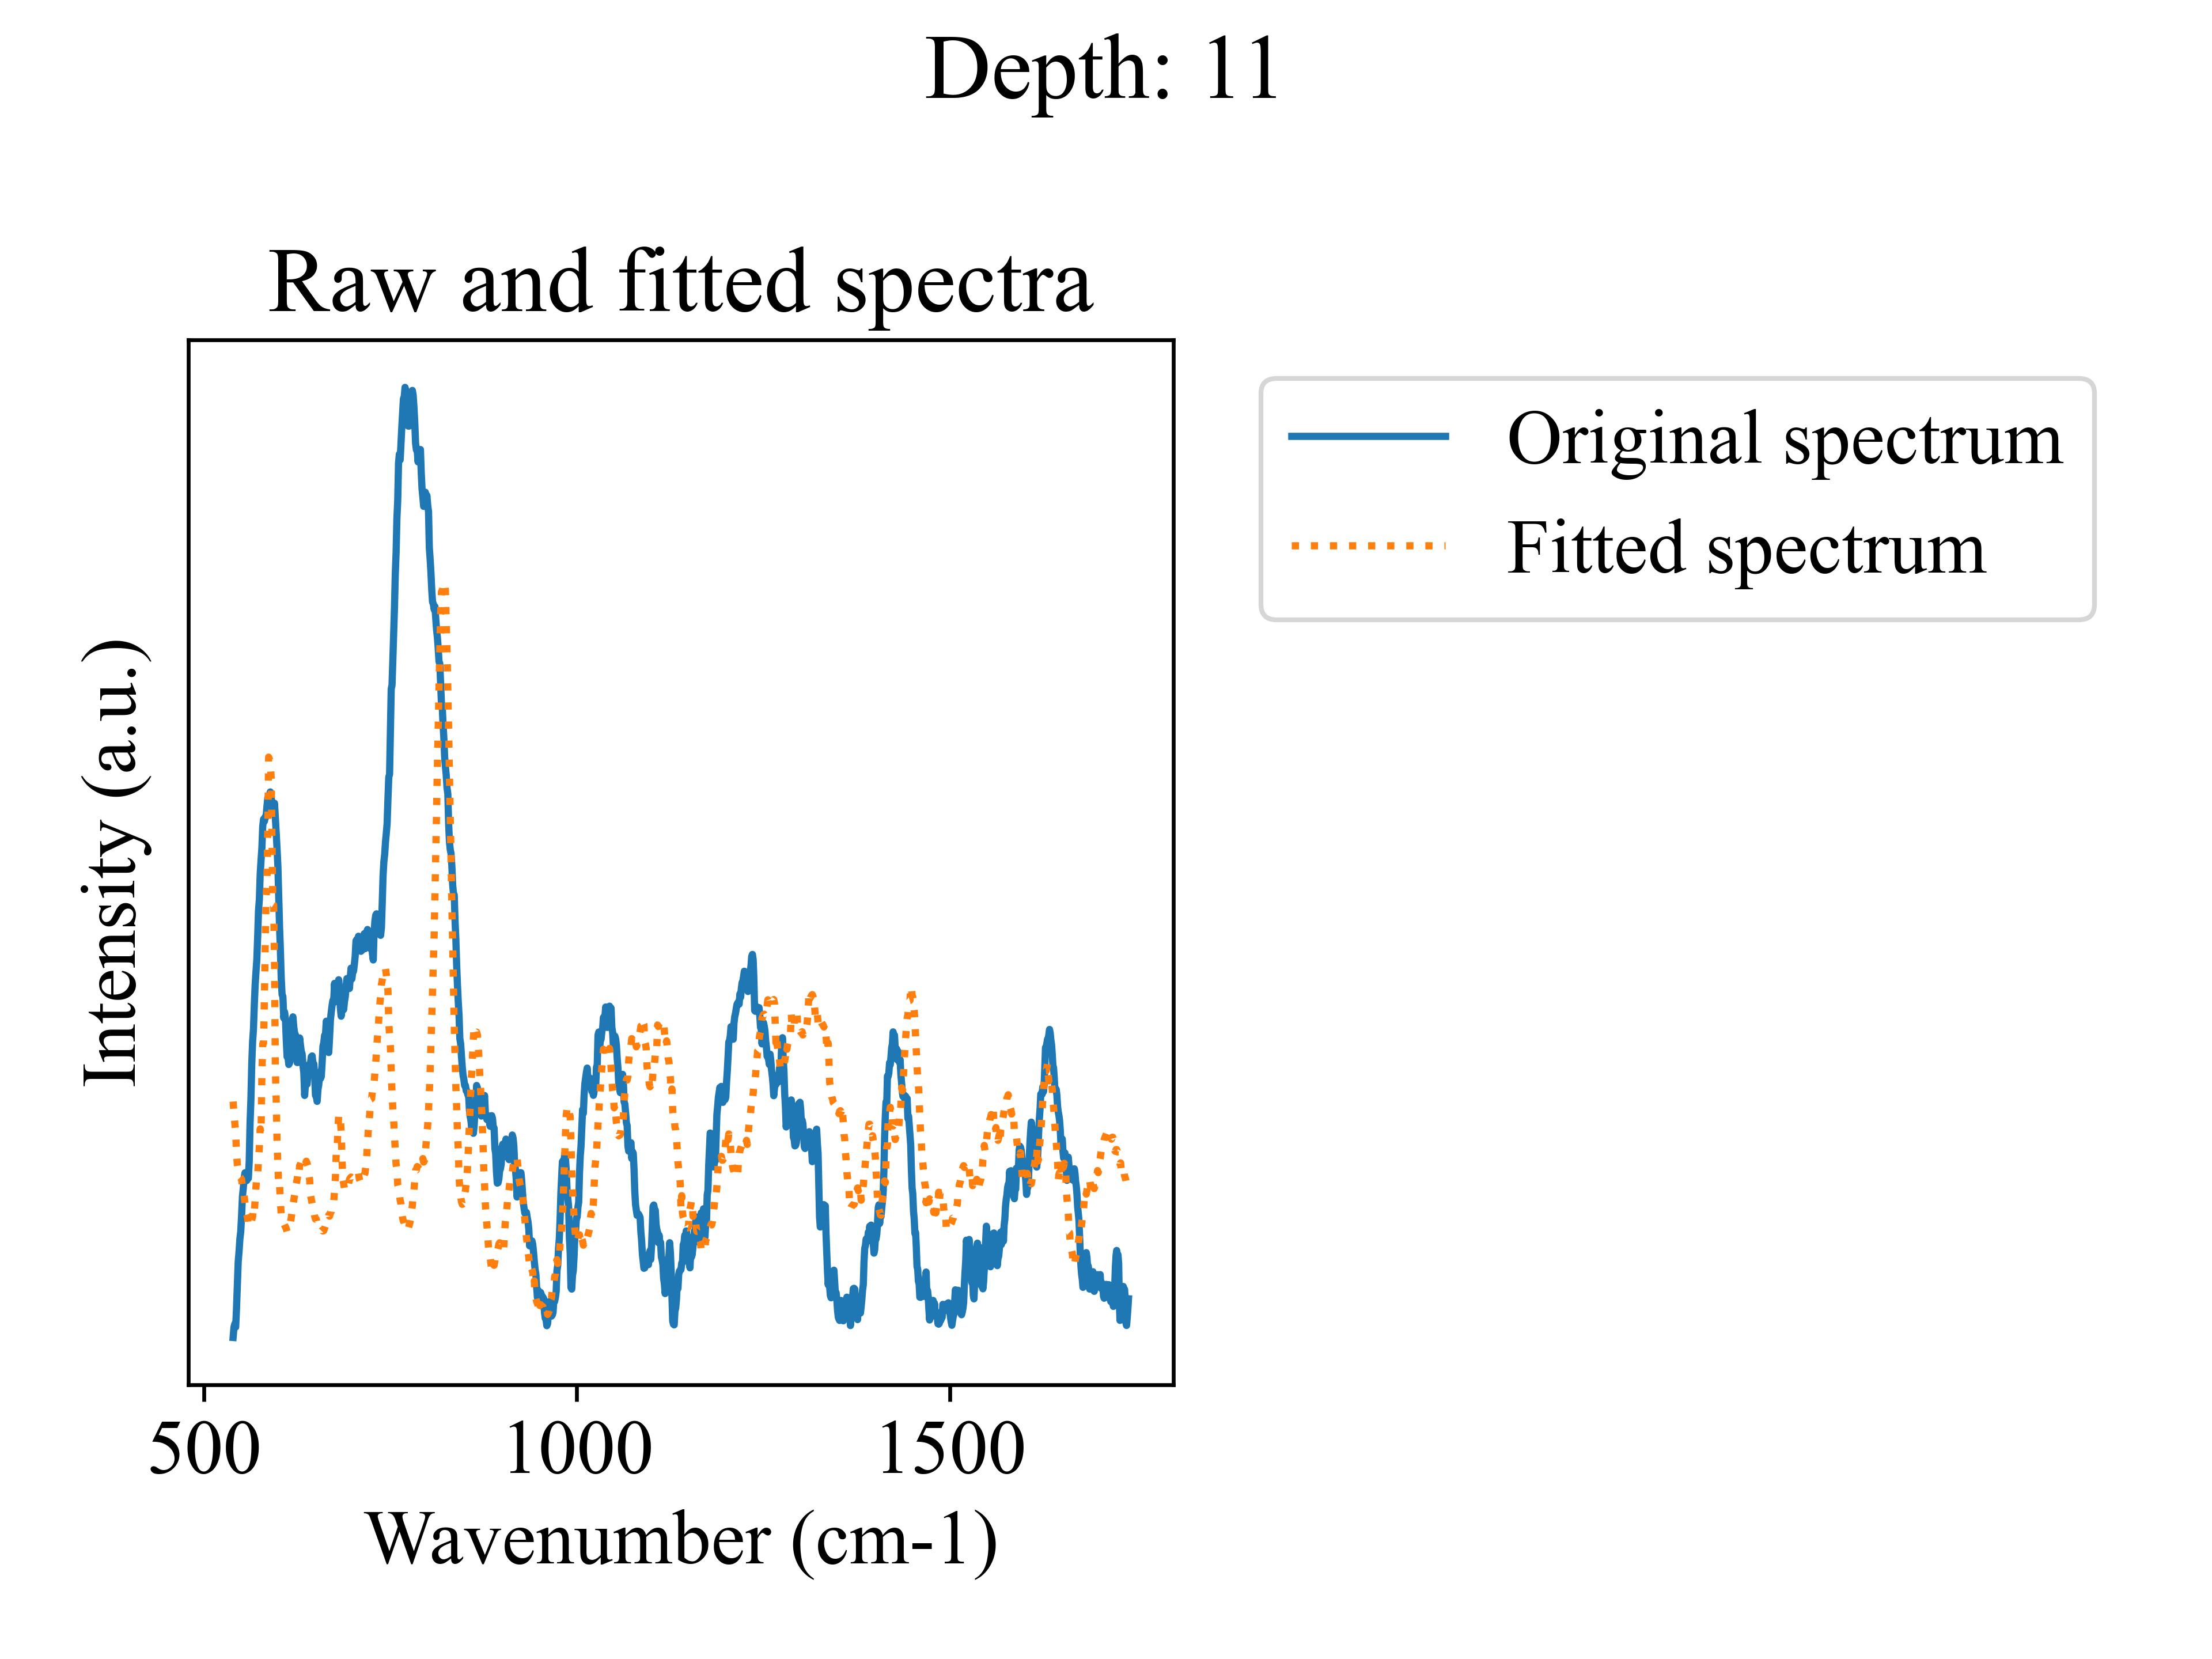 Depth: 11
Raw and fitted spectra
Original spectrum
Fitted spectrum
Intensity (a.u.)
500 1000 1500
Wavenumber (cm-1)